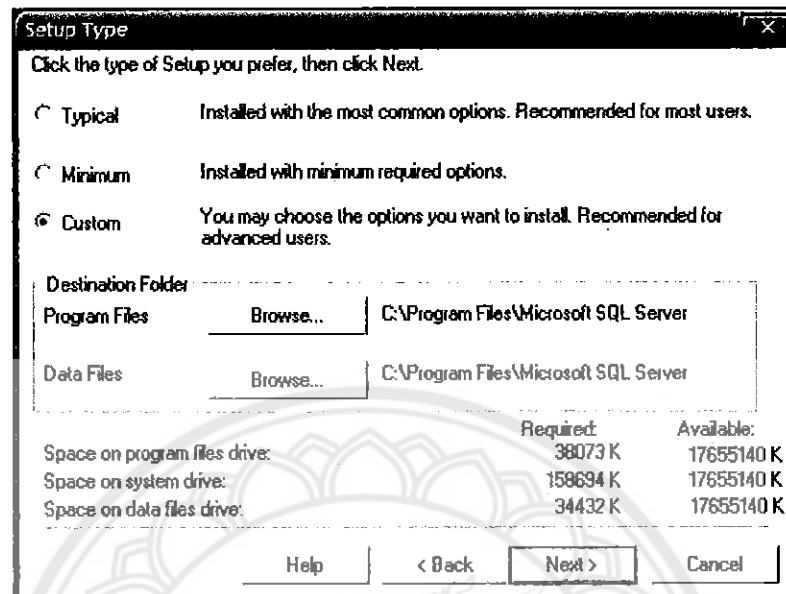 Setup Type
Click the type of Setup you prefer, then click Next.
Typical Installed with the most common options. Recommended for most users.
Minimum Installed with minimum required options.
Custom You may choose the options you want to install. Recommended for
advanced users.
Destination Folder
Program Files Browse... C:\Program Files\Microsoft SQL Server
Data Files Browse... C:\Program Files\Microsoft SQL Server
Required: Available:
Space on program files drive: 38073 K 17655140 K
Space on system drive: 158694 K 17655140 K
Space on data files drive: 34432 K 17655140 K
Help < Back Next > Cancel